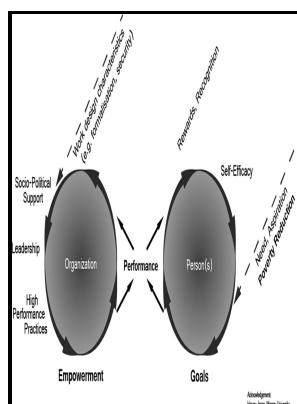 Work design characteristics
(e.g. formalisation, security)
Rewards, Recognition
Socio-Political
Support
Self-Efficacy
Need, Aspiration
Poverty Reduction
Leadership
Organization
Performance
Person(s)
High
Performance
Practices
Empowerment
Goals
Acknowledgment